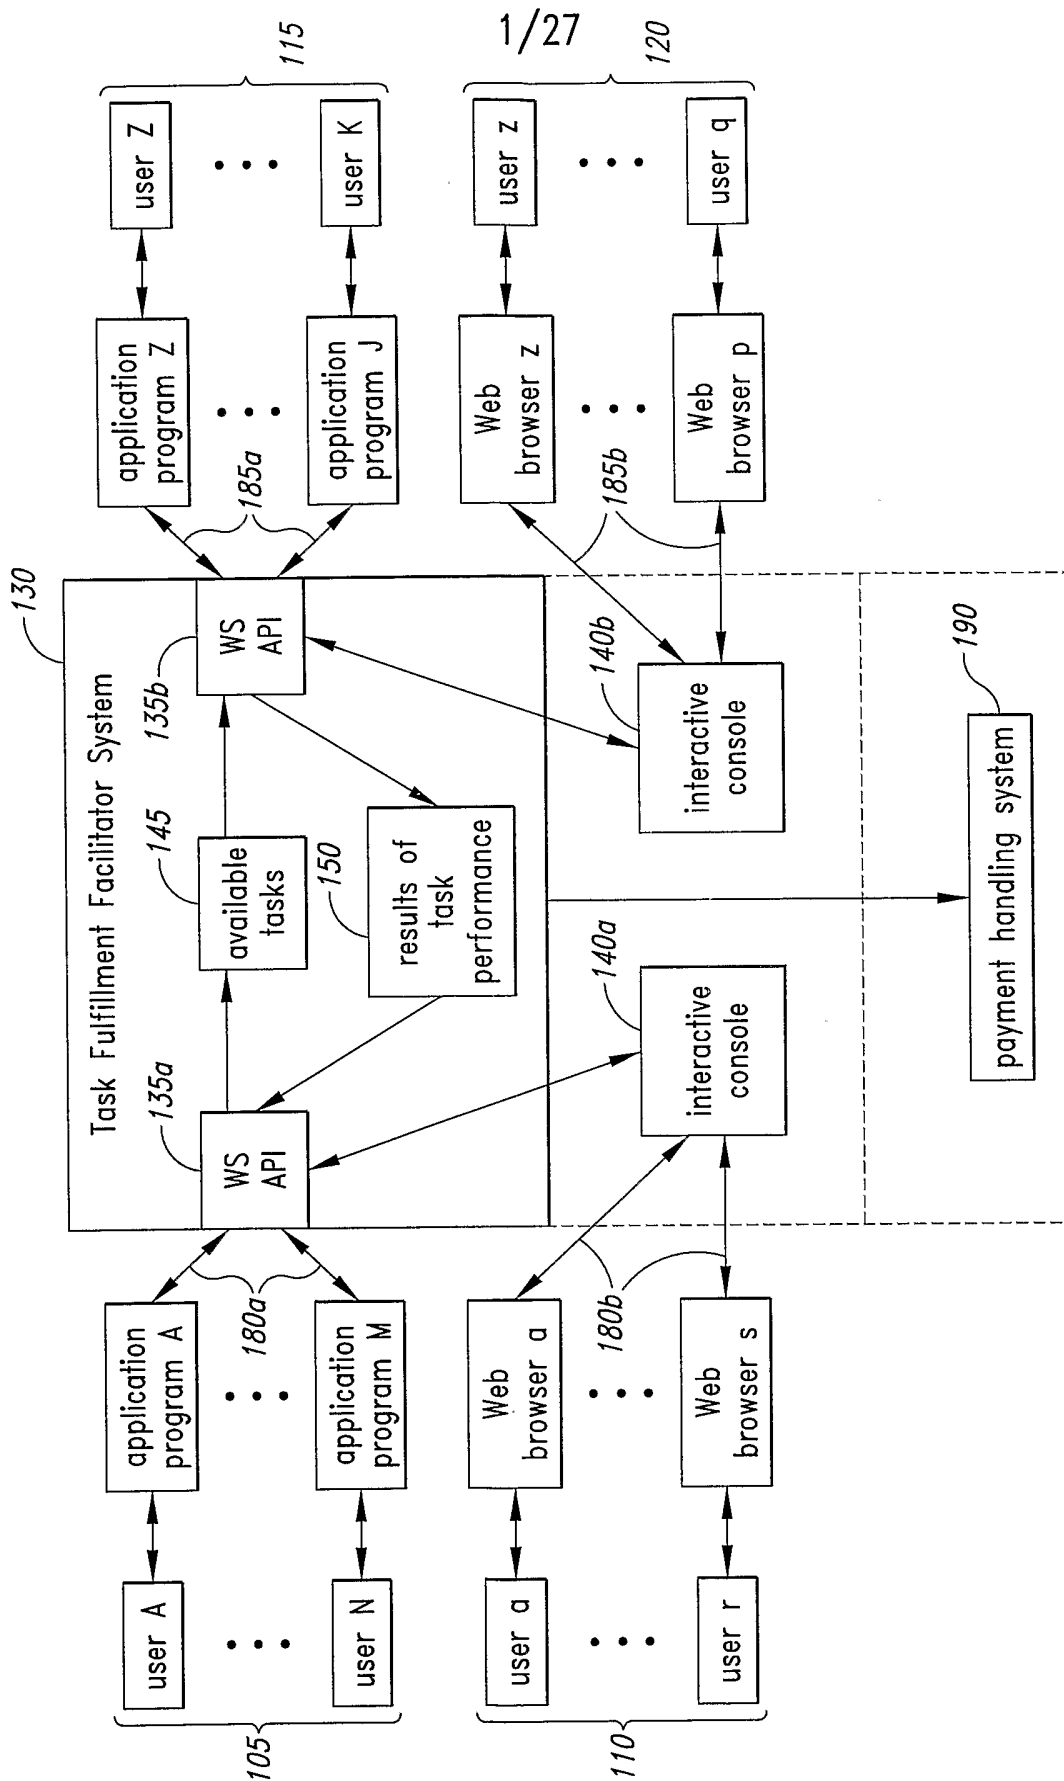 1/27
Task Fulfillment Facilitator System
130
user A
application
program A
180a
user N
application
program M
105
WS
API
135a
available
tasks
145
results of
task
performance
150
WS
API
135b
185a
application
program Z
user Z
application
program J
user K
115
user a
Web
browser a
180b
user r
Web
browser s
110
interactive
console
140a
interactive
console
140b
185b
Web
browser z
user z
Web
browser p
user q
120
payment handling system
190